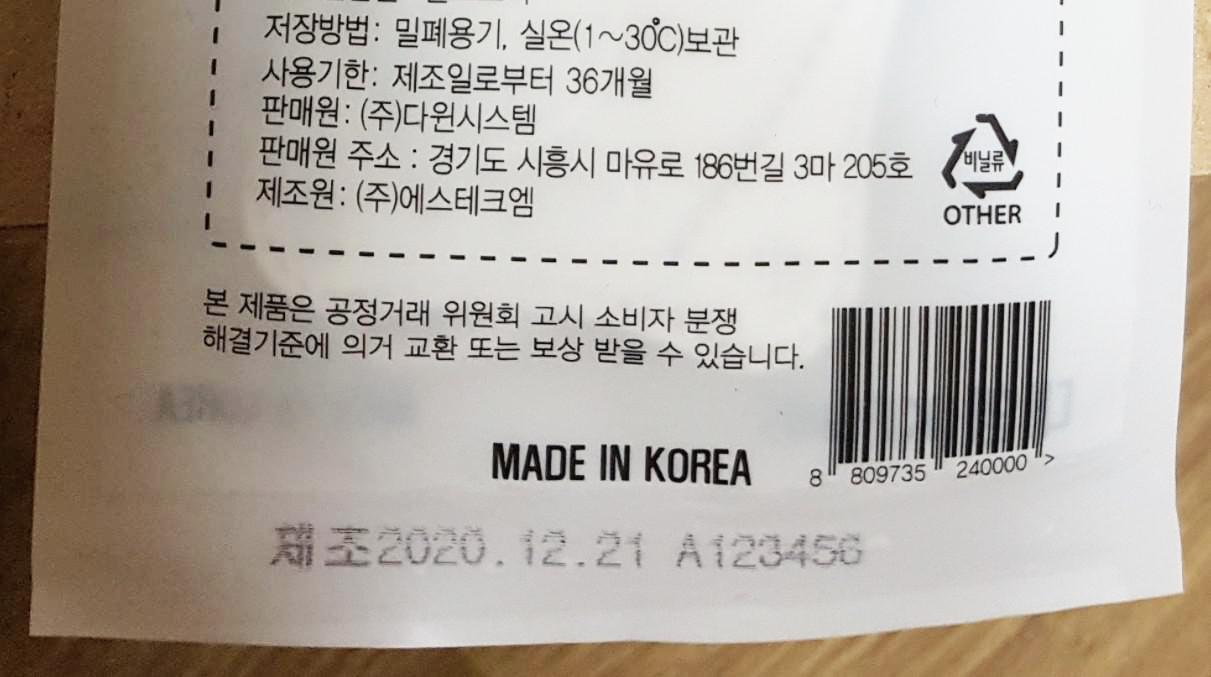 저장방법: 밀폐용기, 실온(1~30℃)보관
사용기한: 제조일로부터 36개월
판매원: (주)다윈시스템
판매원 주소 : 경기도 시흥시 마유로 186번길 3마 205호
제조원: (주)에스테크엠
비닐류
OTHER
본 제품은 공정거래 위원회 고시 소비자 분쟁
해결기준에 의거 교환 또는 보상 받을 수 있습니다.
MADE IN KOREA
8 809735 240000 >
제조2020.12.21 A123456